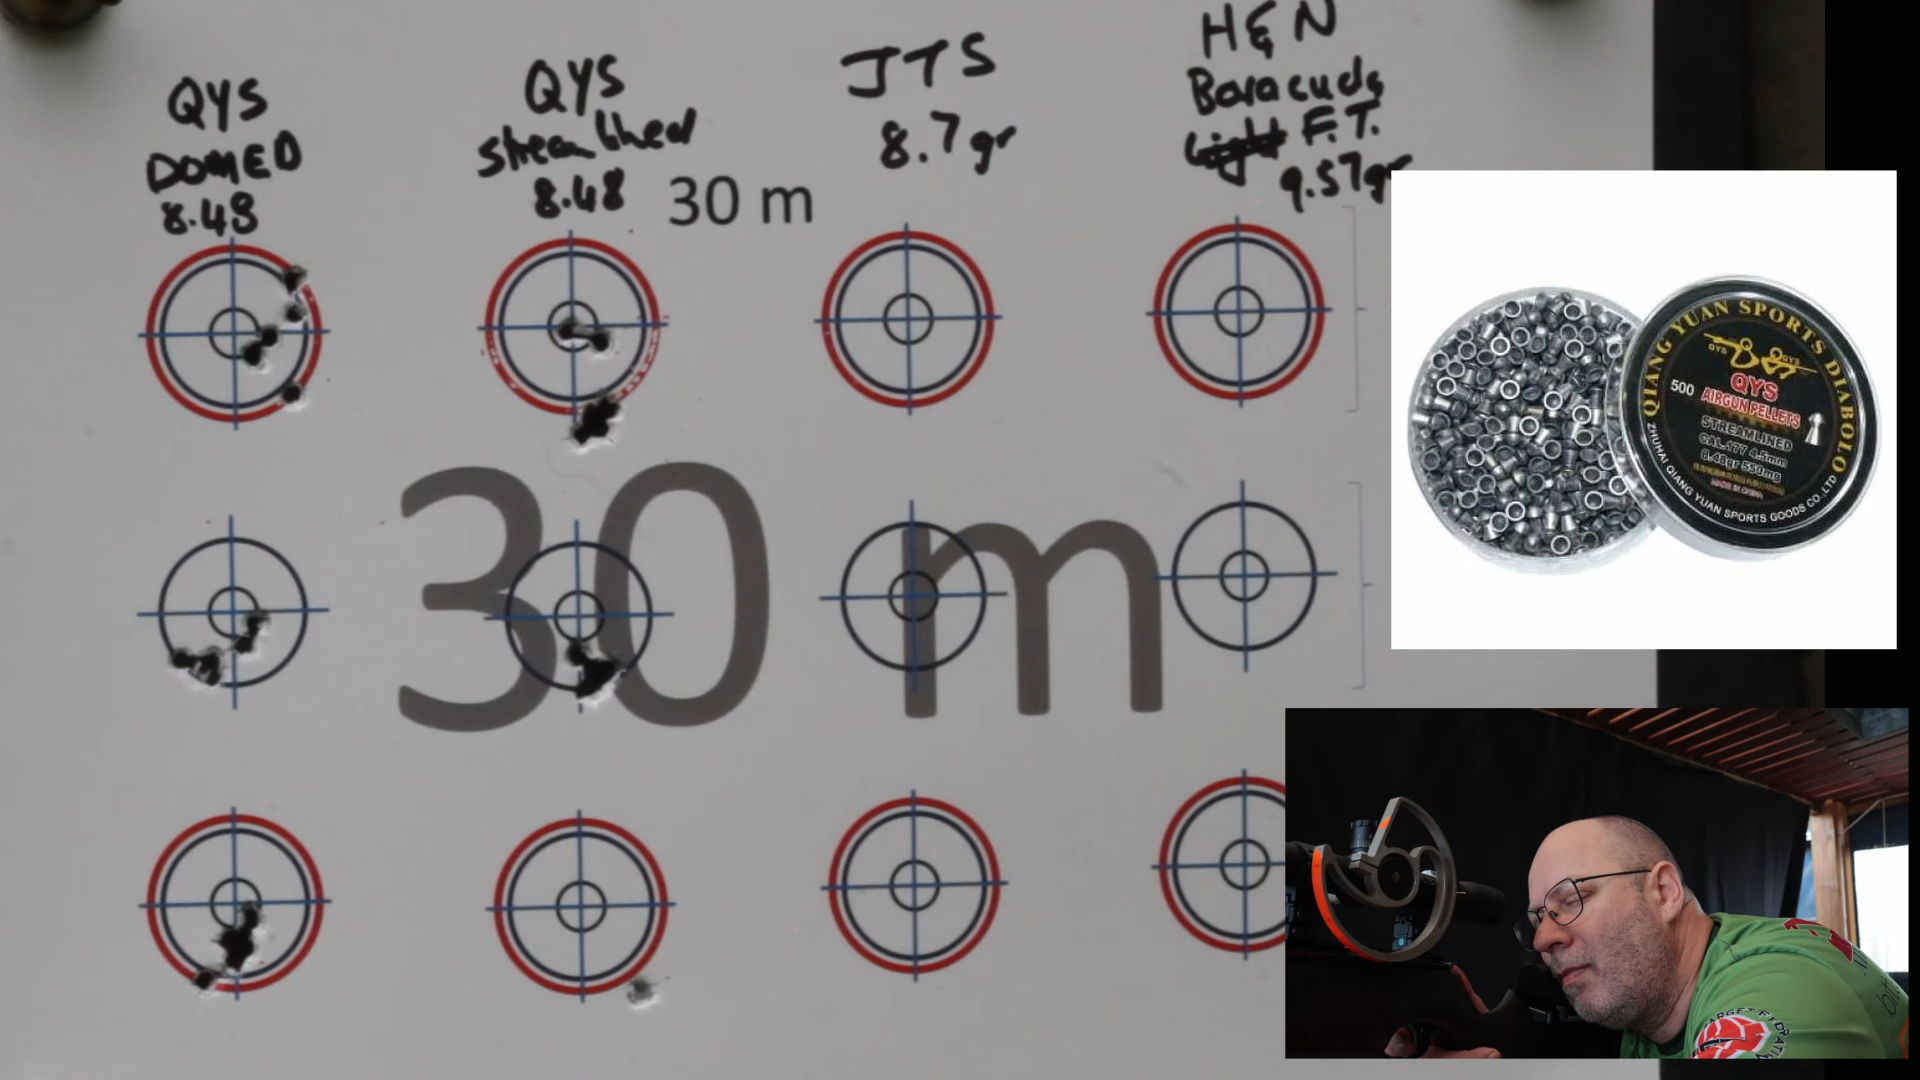 QYS
DOMED
8.48
QYS
Streamlined
8.48
30 m
JTS
8.7gr
H&N
Baracuda
Light F.T.
9.57gr
30 m
QIANG YUAN SPORTS DIABOLO
QYS
QYS
QYS
500 AIRGUN PELLETS
STREAMLINED
CAL.177 4.5mm
8.48gr 550mg
MADE IN CHINA
ZHUHAI QIANG YUAN SPORTS GOODS CO.,LTD